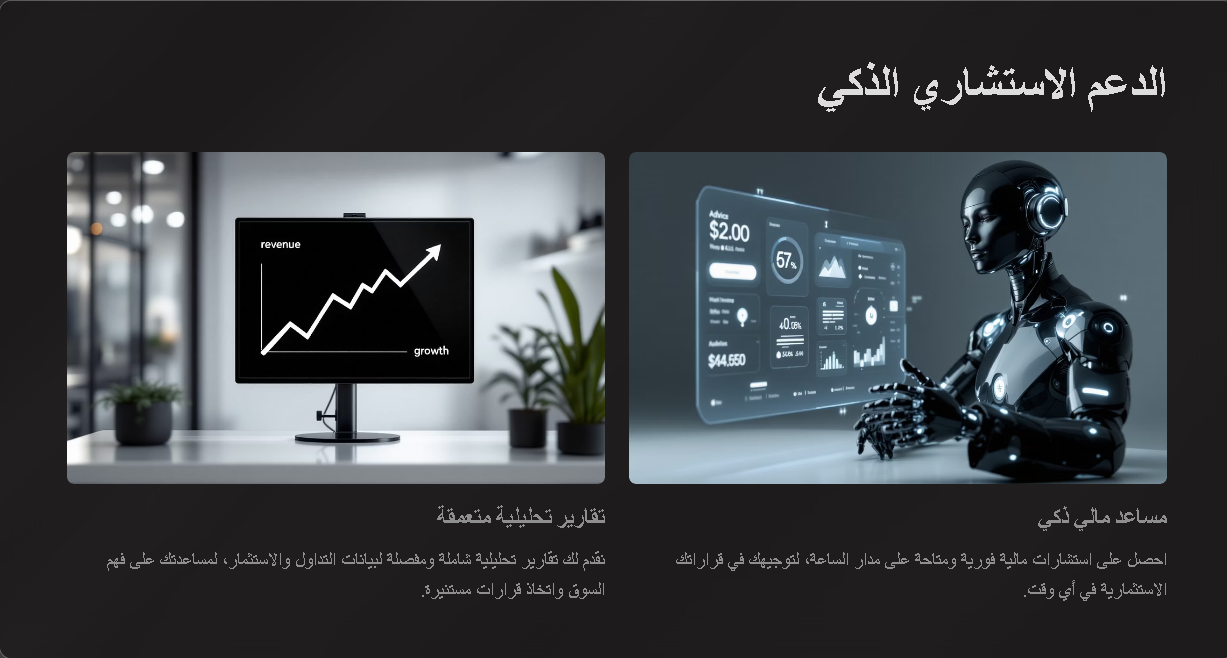 الدعم الاستشاري الذكي
Advice
$2.00
67%
40.08%
$44.550
revenue
growth
مساعد مالي ذكي
احصل على استشارات مالية فورية ومتاحة على مدار الساعة، لتوجيهك في قراراتك
الاستثمارية في أي وقت.
تقارير تحليلية متعمقة
نقدم لك تقارير تحليلية شاملة ومفصلة لبيانات التداول والاستثمار، لمساعدتك على فهم
السوق واتخاذ قرارات مستنيرة.